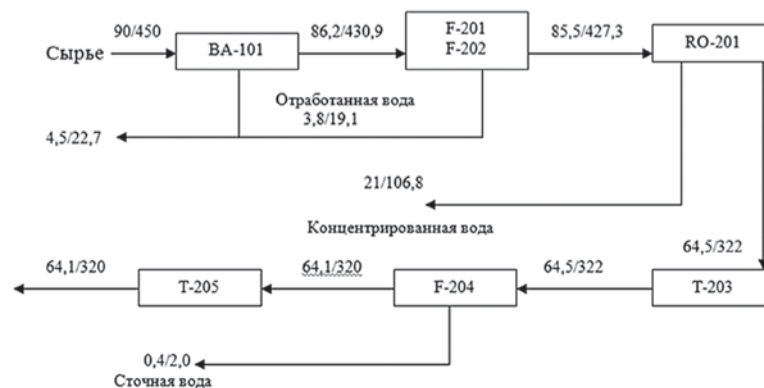 Сырье
90/450
ВА-101
86,2/430,9
F-201
F-202
85,5/427,3
RO-201
Отработанная вода
3,8/19,1
4,5/22,7
21/106,8
Концентрированная вода
64,5/322
64,1/320
Т-205
64,1/320
F-204
64,5/322
Т-203
0,4/2,0
Сточная вода